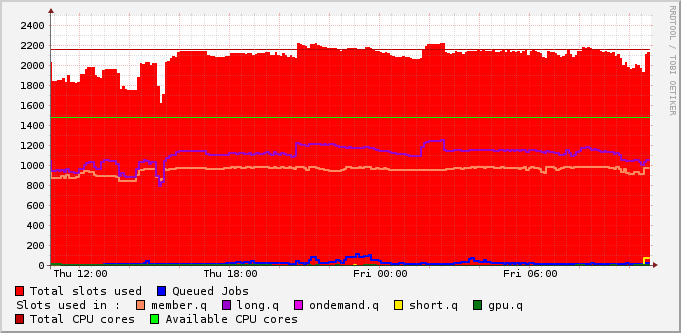 2400
2200
2000
1800
1600
1400
1200
1000
800
600
400
200
0
Thu 12:00 Thu 18:00 Fri 00:00 Fri 06:00
Total slots used Queued Jobs
Slots used in : member.q long.q ondemand.q short.q gpu.q
Total CPU cores Available CPU cores
RRDTOOL / TOBI OETIKER